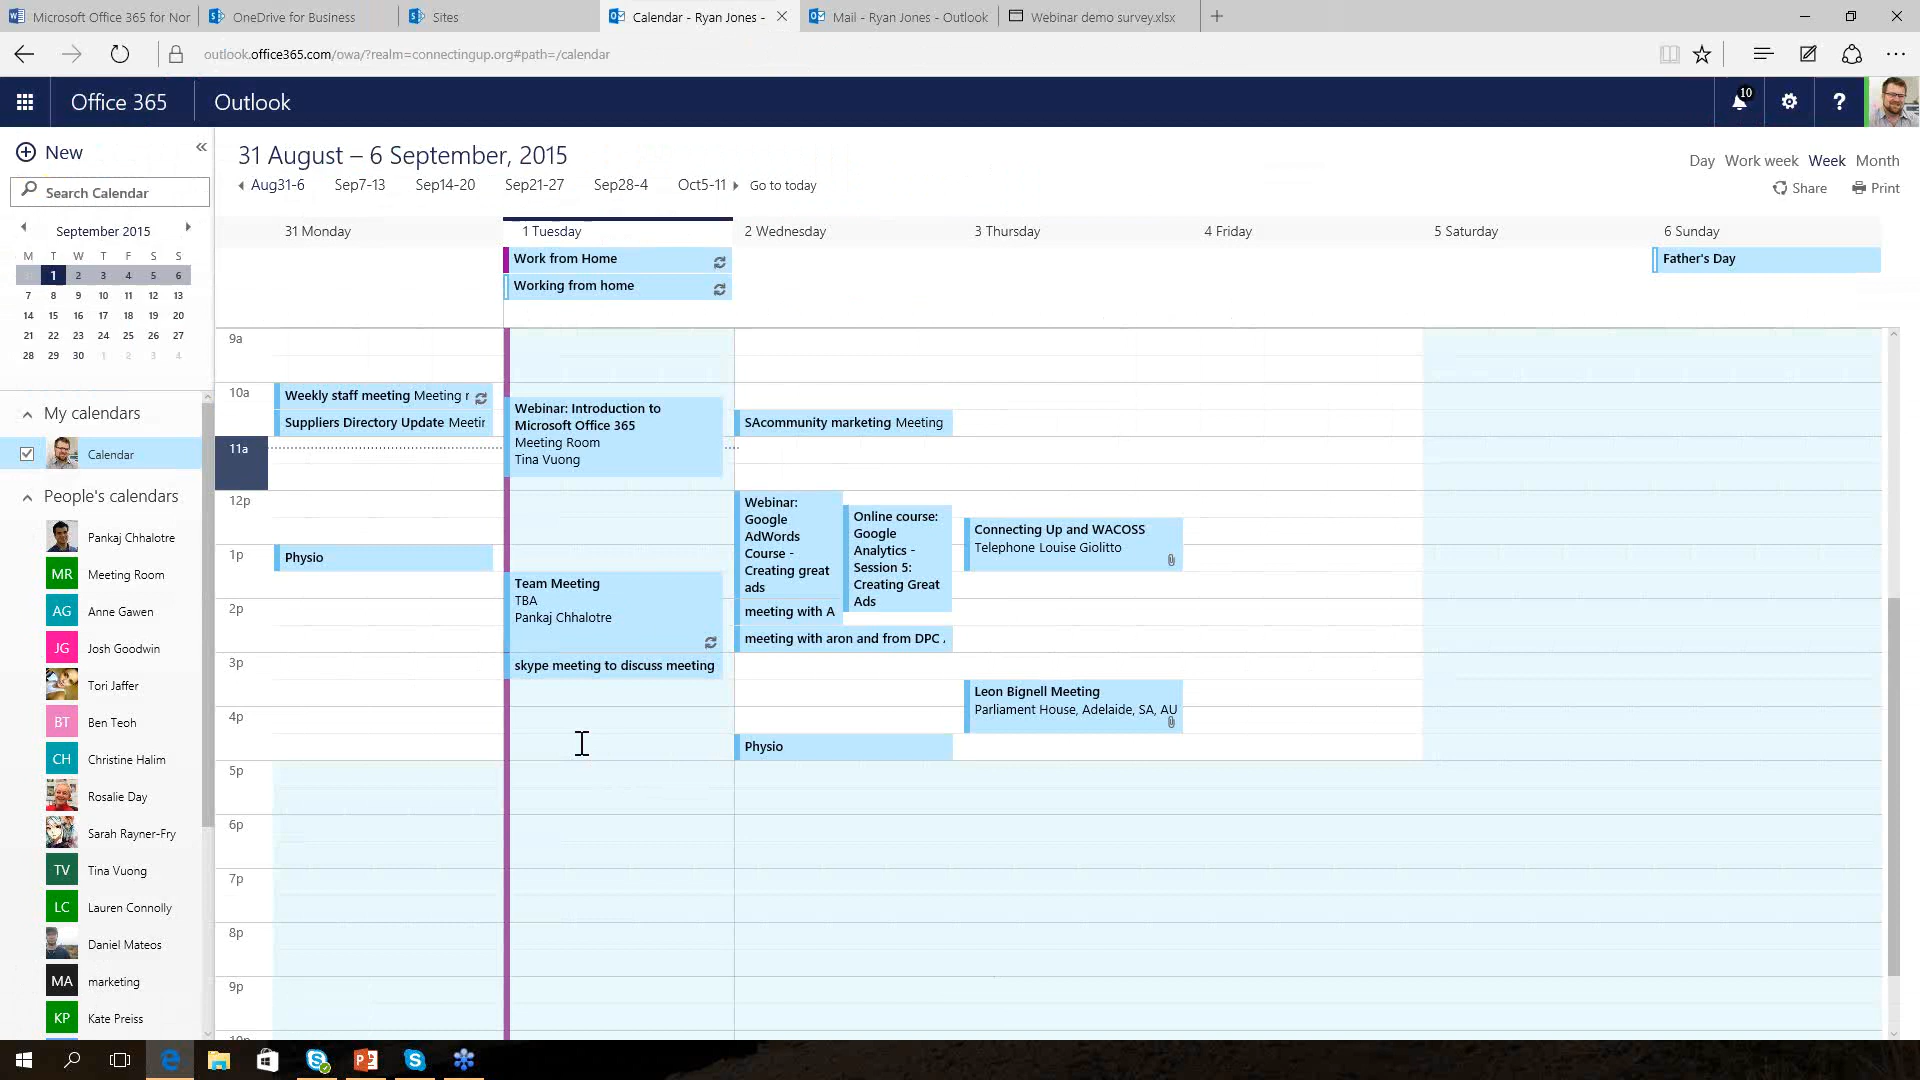 Microsoft Office 365 for Nor
OneDrive for Business
Sites
Calendar - Ryan Jones -
Mail - Ryan Jones - Outlook
Webinar demo survey.xlsx
outlook.office365.com/owa/?realm=connectingup.org#path=/calendar
Office 365
Outlook
10
?
New
Search Calendar
September 2015
M T W T F S S
1 2 3 4 5 6
7 8 9 10 11 12 13
14 15 16 17 18 19 20
21 22 23 24 25 26 27
28 29 30 1 2 3 4
My calendars
Calendar
People's calendars
Pankaj Chhalotre
MR Meeting Room
AG Anne Gawen
JG Josh Goodwin
Tori Jaffer
BT Ben Teoh
CH Christine Halim
Rosalie Day
Sarah Rayner-Fry
TV Tina Vuong
LC Lauren Connolly
Daniel Mateos
MA marketing
KP Kate Preiss
31 August – 6 September, 2015
Aug31-6 Sep7-13 Sep14-20 Sep21-27 Sep28-4 Oct5-11 Go to today
Day Work week Week Month
Share Print
31 Monday
1 Tuesday
2 Wednesday
3 Thursday
4 Friday
5 Saturday
6 Sunday
Work from Home
Working from home
Father's Day
9a
10a
11a
12p
1p
2p
3p
4p
5p
6p
7p
8p
9p
Weekly staff meeting Meeting r
Suppliers Directory Update Meetir
Physio
Webinar: Introduction to
Microsoft Office 365
Meeting Room
Tina Vuong
Team Meeting
TBA
Pankaj Chhalotre
skype meeting to discuss meeting
SAcommunity marketing Meeting
Webinar:
Google
AdWords
Course -
Creating great
ads
Online course:
Google
Analytics -
Session 5:
Creating Great
Ads
meeting with A
meeting with aron and from DPC
Physio
Connecting Up and WACOSS
Telephone Louise Giolitto
Leon Bignell Meeting
Parliament House, Adelaide, SA, AU